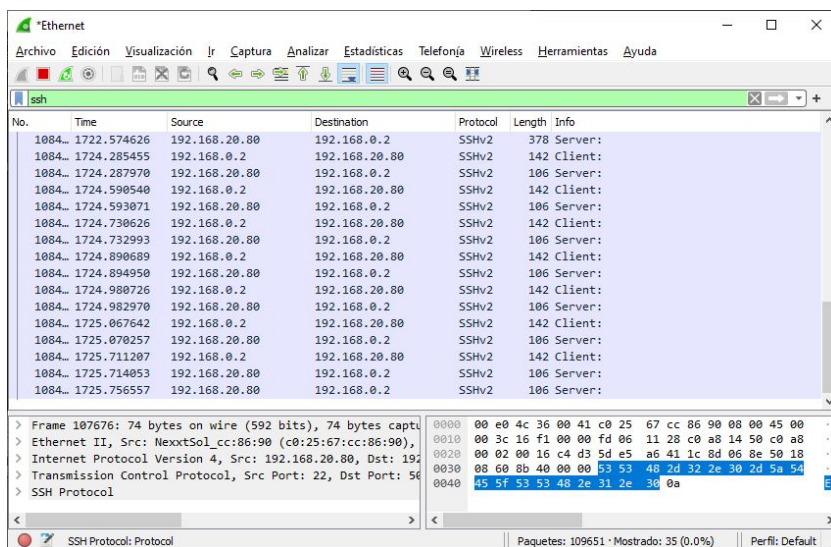 *Ethernet
Archivo Edición Visualización Ir Captura Analizar Estadísticas Telefonía Wireless Herramientas Ayuda
ssh
No. Time Source Destination Protocol Length Info
1084… 1722.574626 192.168.20.80 192.168.0.2 SSHv2 378 Server:
1084… 1724.285455 192.168.0.2 192.168.20.80 SSHv2 142 Client:
1084… 1724.287970 192.168.20.80 192.168.0.2 SSHv2 106 Server:
1084… 1724.590540 192.168.0.2 192.168.20.80 SSHv2 142 Client:
1084… 1724.593071 192.168.20.80 192.168.0.2 SSHv2 106 Server:
1084… 1724.730626 192.168.0.2 192.168.20.80 SSHv2 142 Client:
1084… 1724.732993 192.168.20.80 192.168.0.2 SSHv2 106 Server:
1084… 1724.890689 192.168.0.2 192.168.20.80 SSHv2 142 Client:
1084… 1724.894950 192.168.20.80 192.168.0.2 SSHv2 106 Server:
1084… 1724.980726 192.168.0.2 192.168.20.80 SSHv2 142 Client:
1084… 1724.982970 192.168.20.80 192.168.0.2 SSHv2 106 Server:
1084… 1725.067642 192.168.0.2 192.168.20.80 SSHv2 142 Client:
1084… 1725.070257 192.168.20.80 192.168.0.2 SSHv2 106 Server:
1084… 1725.711207 192.168.0.2 192.168.20.80 SSHv2 142 Client:
1084… 1725.714053 192.168.20.80 192.168.0.2 SSHv2 106 Server:
1084… 1725.756557 192.168.20.80 192.168.0.2 SSHv2 106 Server:
> Frame 107676: 74 bytes on wire (592 bits), 74 bytes captu
> Ethernet II, Src: NexxtSol_cc:86:90 (c0:25:67:cc:86:90),
> Internet Protocol Version 4, Src: 192.168.20.80, Dst: 192
> Transmission Control Protocol, Src Port: 22, Dst Port: 50
> SSH Protocol
0000 00 e0 4c 36 00 41 c0 25 67 cc 86 90 08 00 45 00
0010 00 3c 16 f1 00 00 fd 06 11 28 c0 a8 14 50 c0 a8
0020 00 02 00 16 c4 d3 5d e5 a6 41 1c 8d 06 8e 50 18
0030 08 60 8b 40 00 00 53 53 48 2d 32 2e 30 2d 5a 54
0040 45 5f 53 53 48 2e 31 2e 30 0a E
SSH Protocol: Protocol Paquetes: 109651 · Mostrado: 35 (0.0%) Perfil: Default